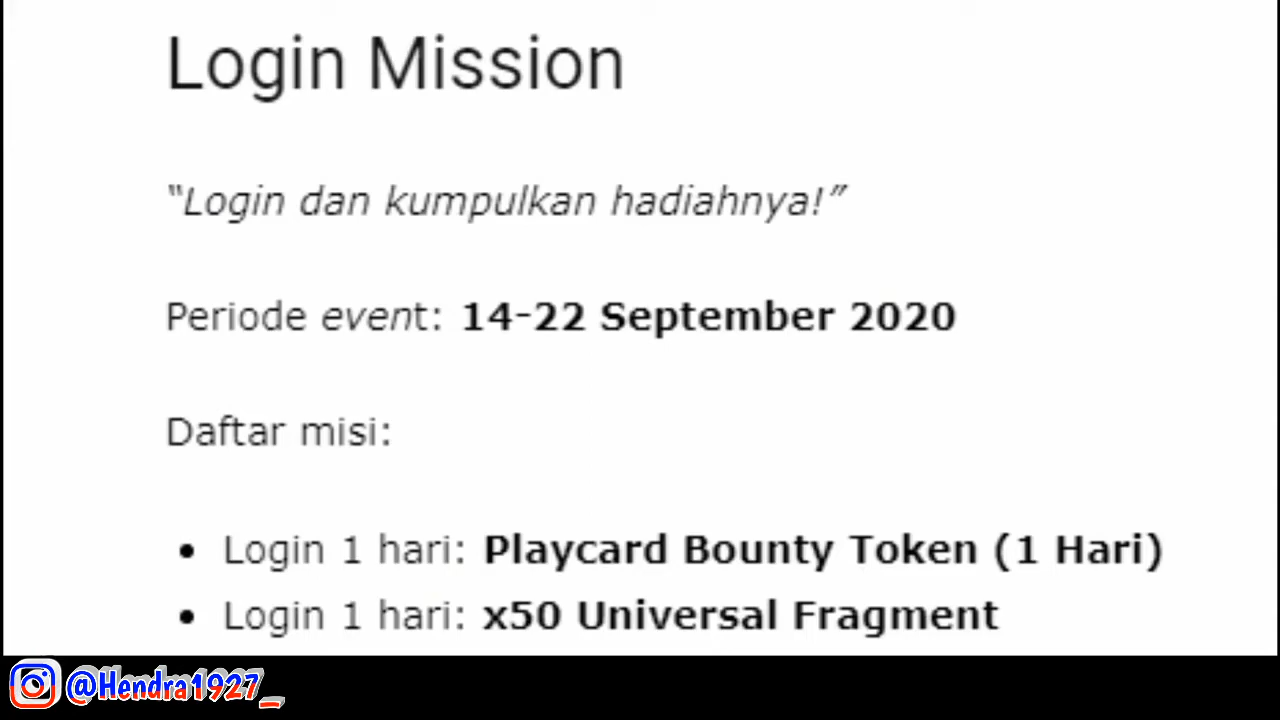 Login Mission
“Login dan kumpulkan hadiahnya!”
Periode event: 14-22 September 2020
Daftar misi:
• Login 1 hari: Playcard Bounty Token (1 Hari)
• Login 1 hari: x50 Universal Fragment
@Hendra1927_